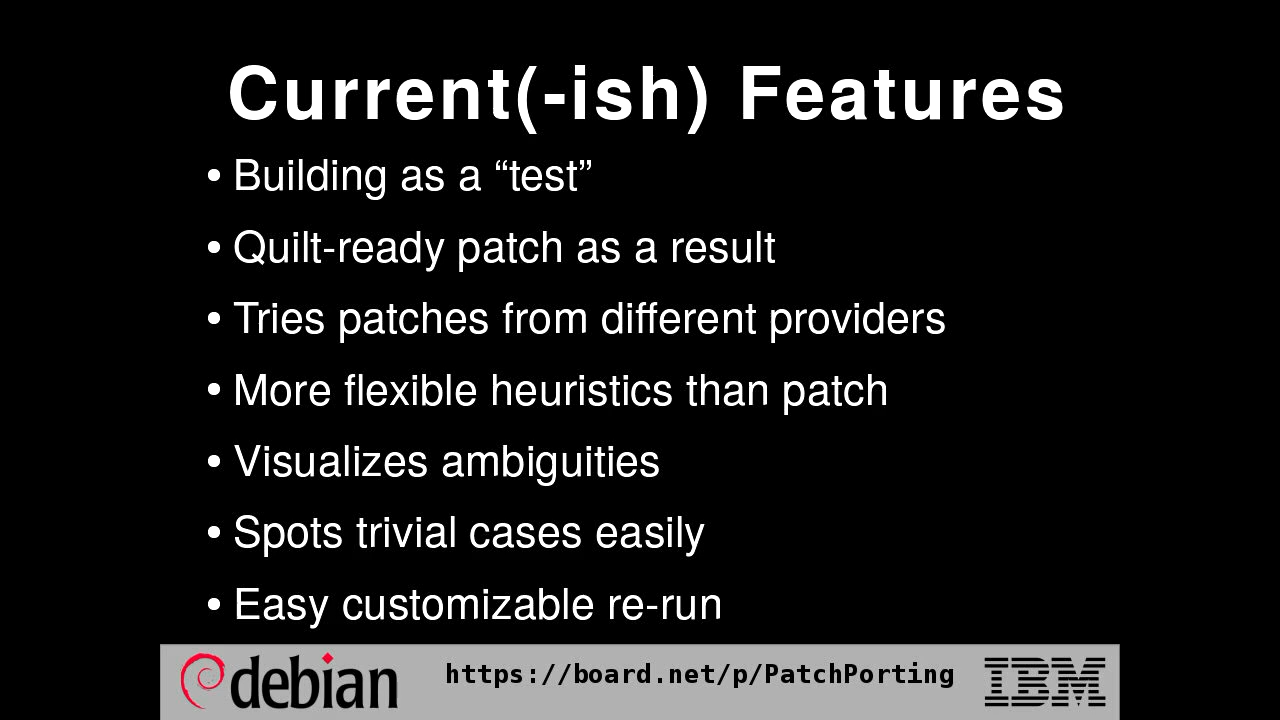 Current(-ish) Features
• Building as a “test”
• Quilt-ready patch as a result
• Tries patches from different providers
• More flexible heuristics than patch
• Visualizes ambiguities
• Spots trivial cases easily
• Easy customizable re-run
debian https://board.net/p/PatchPorting IBM